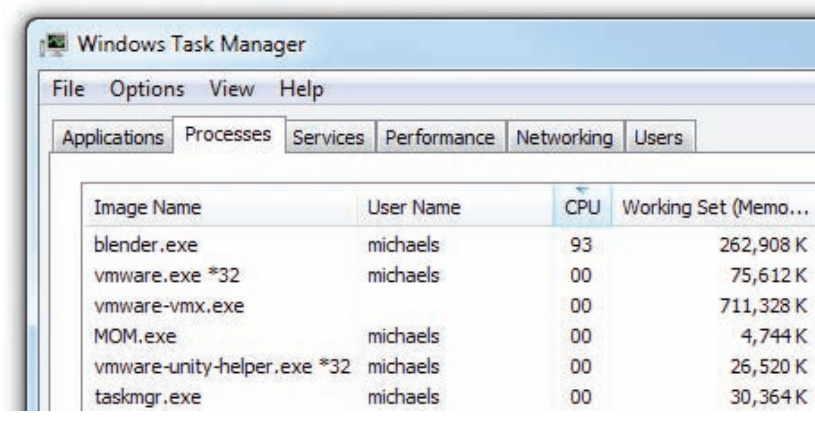 Windows Task Manager
File Options View Help
Applications Processes Services Performance Networking Users
Image Name User Name CPU Working Set (Memo...
blender.exe michaels 93 262,908 K
vmware.exe *32 michaels 00 75,612 K
vmware-vmx.exe 00 711,328 K
MOM.exe michaels 00 4,744 K
vmware-unity-helper.exe *32 michaels 00 26,520 K
taskmgr.exe michaels 00 30,364 K